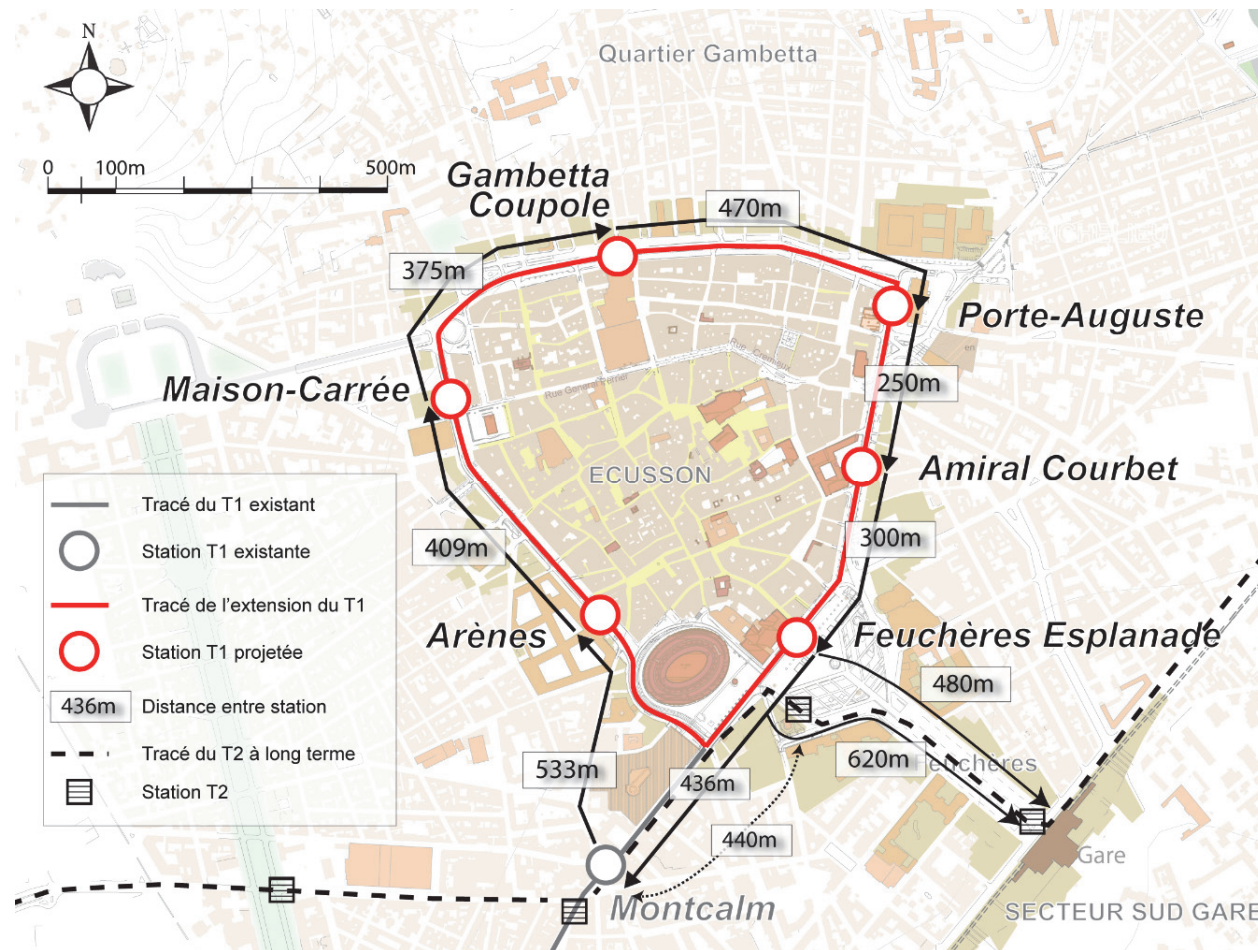 N
Quartier Gambetta
0 100m 500m
Gambetta
Coupole
470m
375m
Porte-Auguste
Rue Général Perrier
Rue Crémieux
en
250m
Maison-Carrée
ECUSSON
Amiral Courbet
Tracé du T1 existant
Station T1 existante
409m
300m
Tracé de l'extension du T1
Arènes
Feuchères Esplanade
Station T1 projetée
480m
436m Distance entre station
Tracé du T2 à long terme
533m
436m
620m
Feuchères
Station T2
440m
Gare
Montcalm
SECTEUR SUD GARE